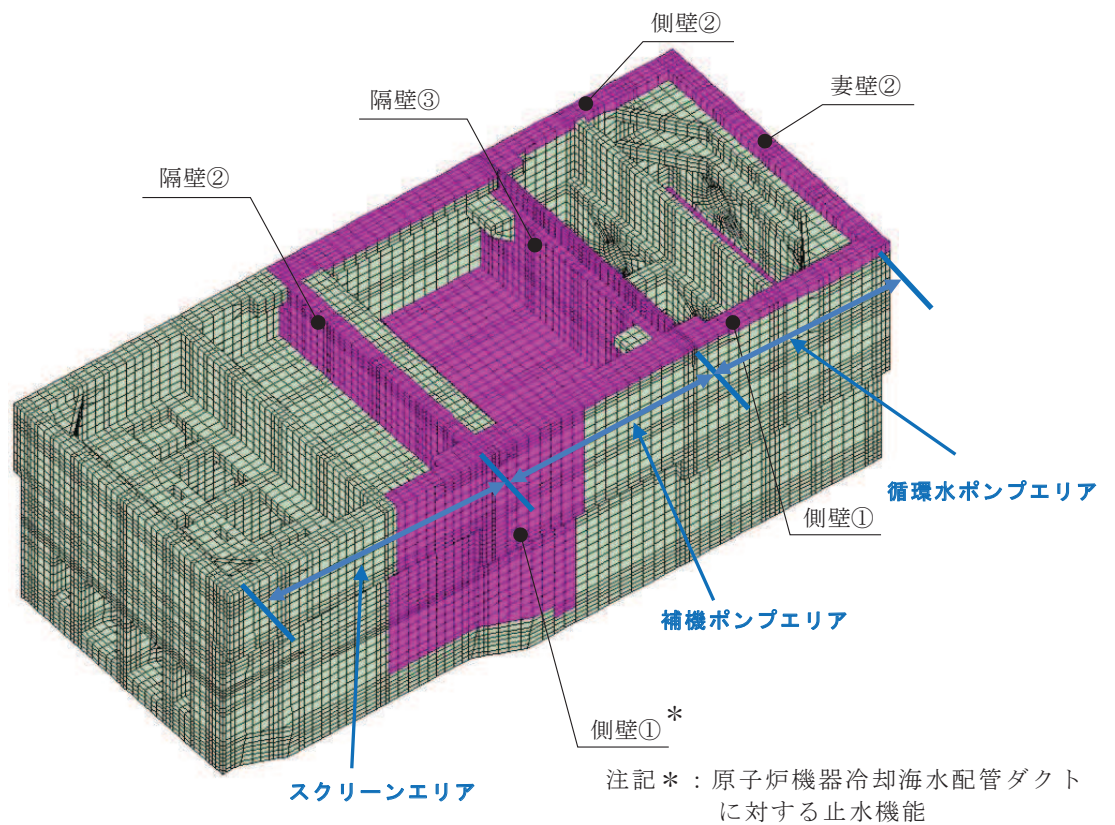 側壁②
妻壁②
隔壁③
隔壁②
循環水ポンプエリア
側壁①
補機ポンプエリア
側壁①*
スクリーンエリア
注記*:原子炉機器冷却海水配管ダクト
に対する止水機能